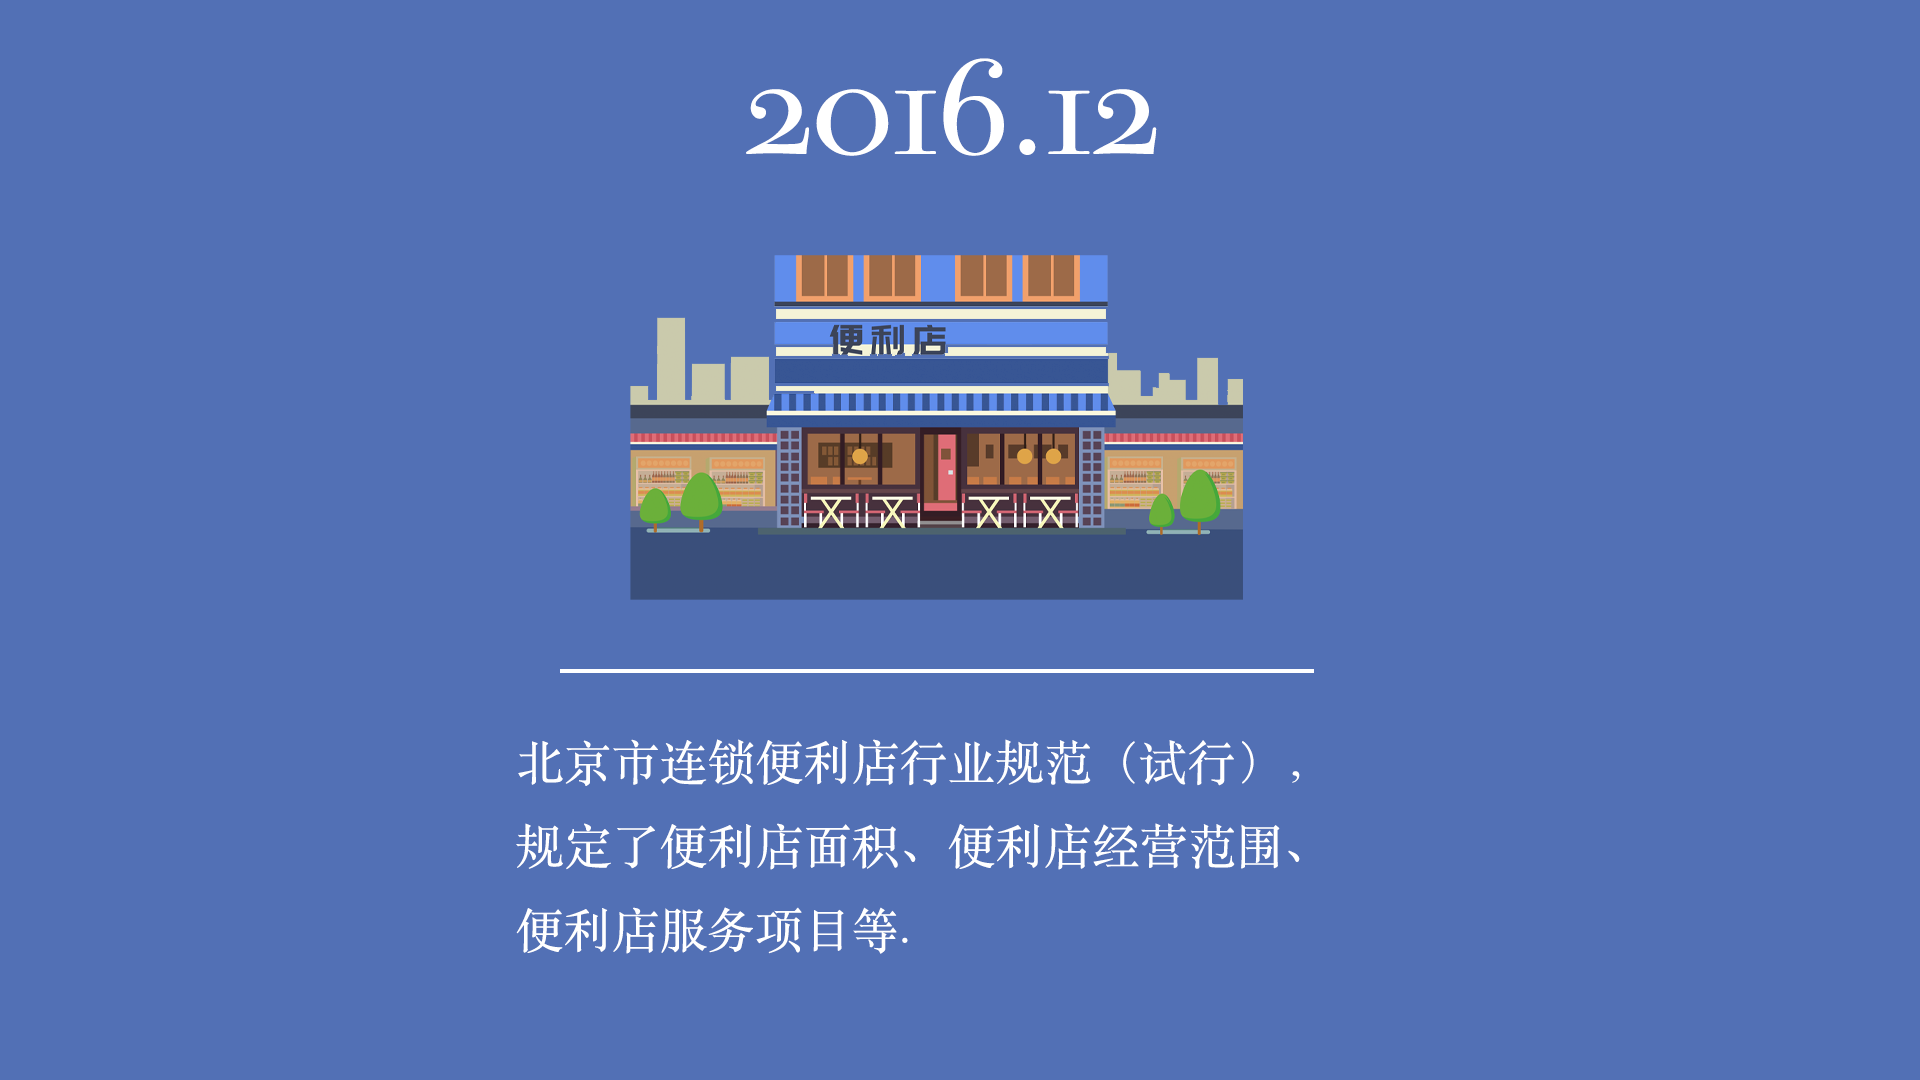 2016.12
便利店
北京市连锁便利店行业规范（试行），
规定了便利店面积、便利店经营范围、
便利店服务项目等.